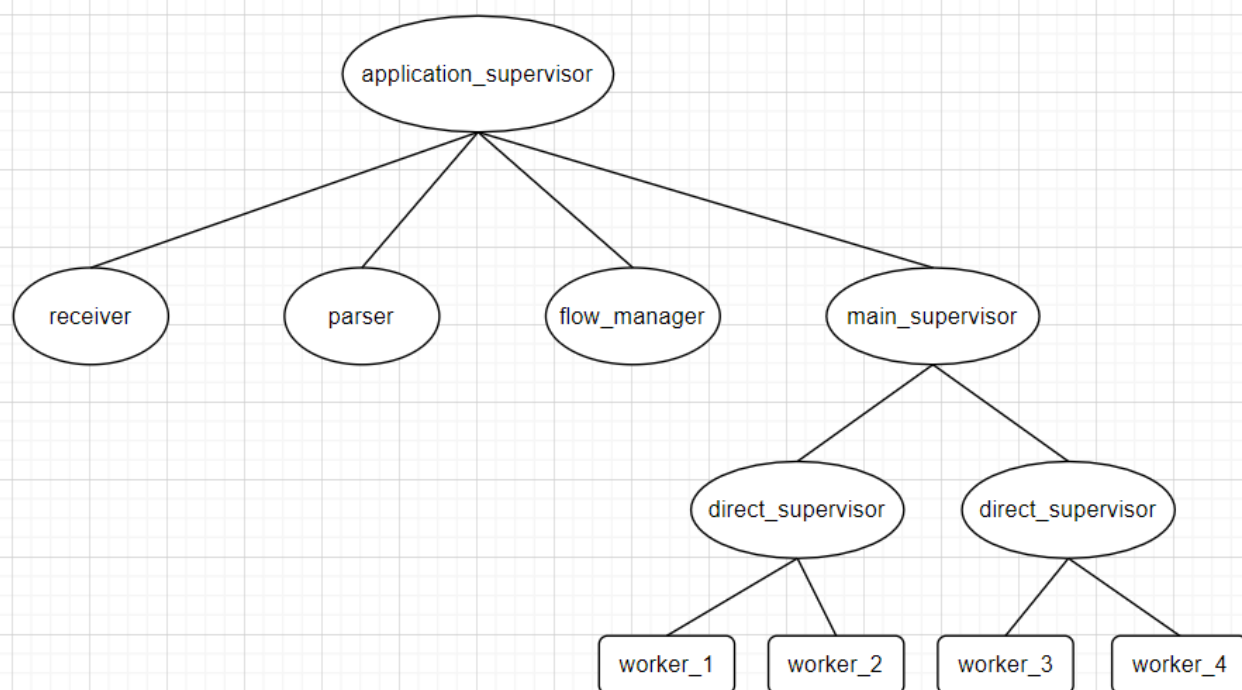 application_supervisor
receiver
parser
flow_manager
main_supervisor
direct_supervisor
direct_supervisor
worker_1
worker_2
worker_3
worker_4